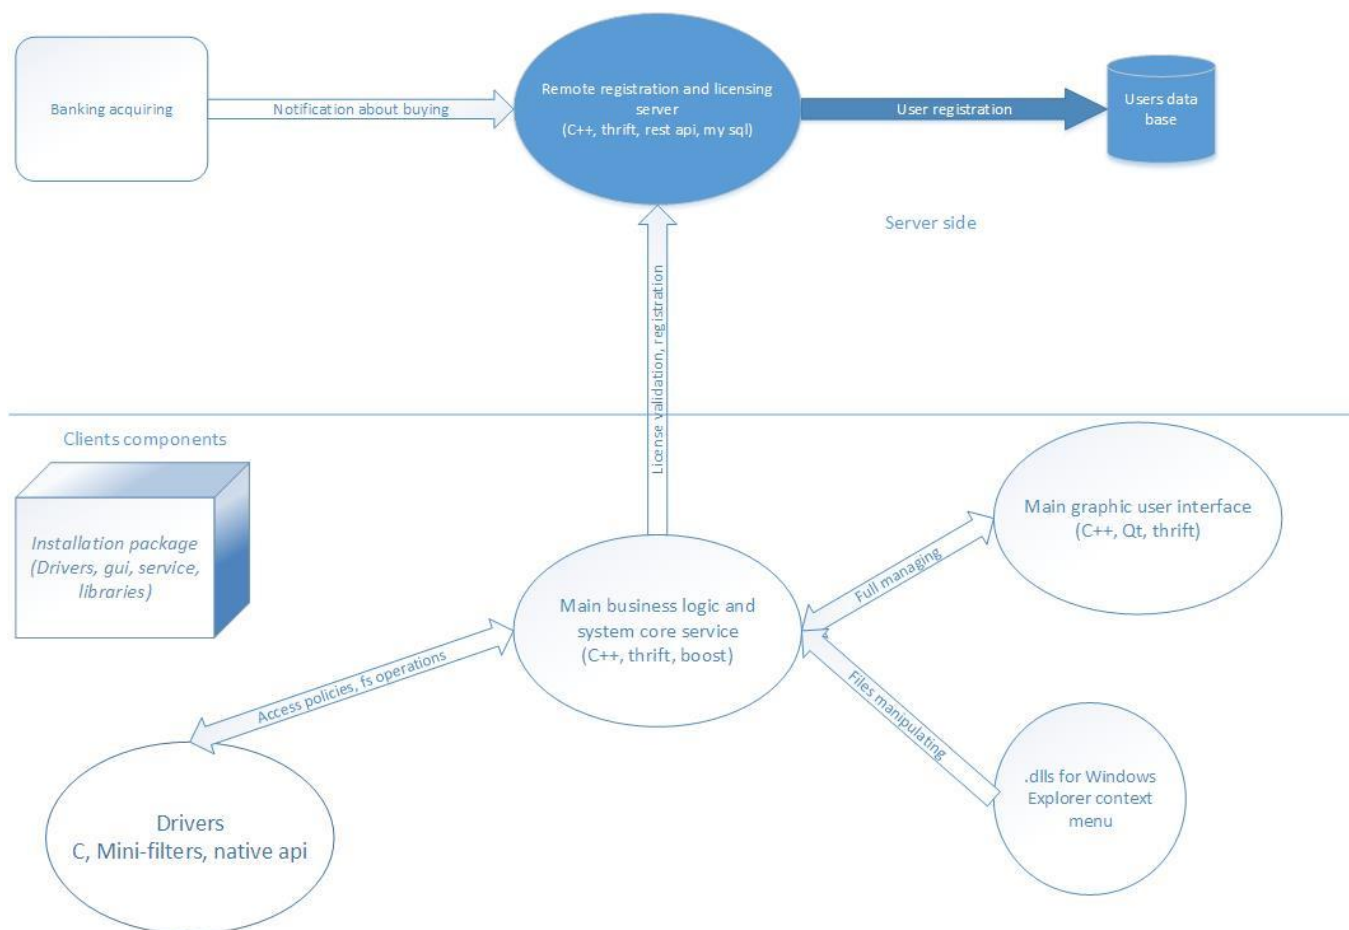 Banking acquiring
Notification about buying
Remote registration and licensing
server
(C++, thrift, rest api, my sql)
User registration
Users data
base
Server side
License validation, registration
Clients components
Installation package
(Drivers, gui, service,
libraries)
Main graphic user interface
(C++, Qt, thrift)
Full managing
Main business logic and
system core service
(C++, thrift, boost)
Access policies, fs operations
Files manipulating
.dlls for Windows
Explorer context
menu
Drivers
C, Mini-filters, native api